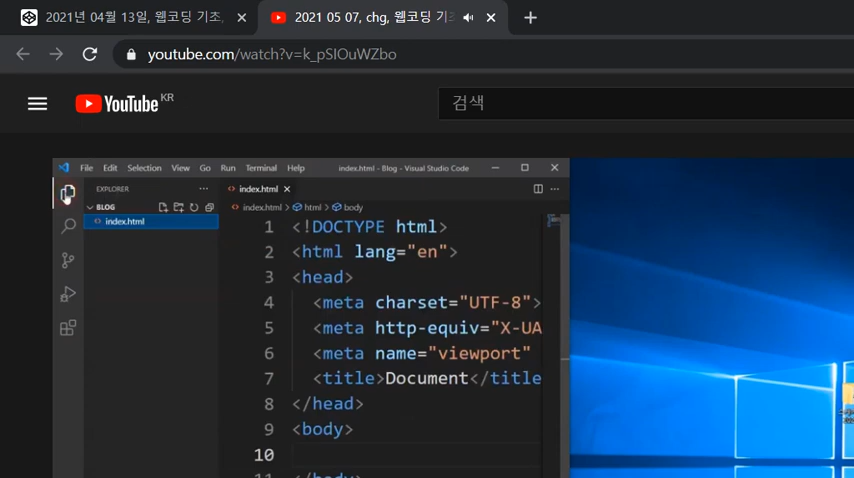 2021년 04월 13일, 웹코딩 기초,
2021 05 07, chg, 웹코딩 기초
youtube.com/watch?v=k_pSIOuWZbo
YouTube KR
검색
File Edit Selection View Go Run Terminal Help index.html - Blog - Visual Studio Code
EXPLORER
BLOG
index.html
index.html
index.html > html > body
1 <!DOCTYPE html>
2 <html lang="en">
3 <head>
4 <meta charset="UTF-8">
5 <meta http-equiv="X-UA
6 <meta name="viewport"
7 <title>Document</title
8 </head>
9 <body>
10
11 </body>